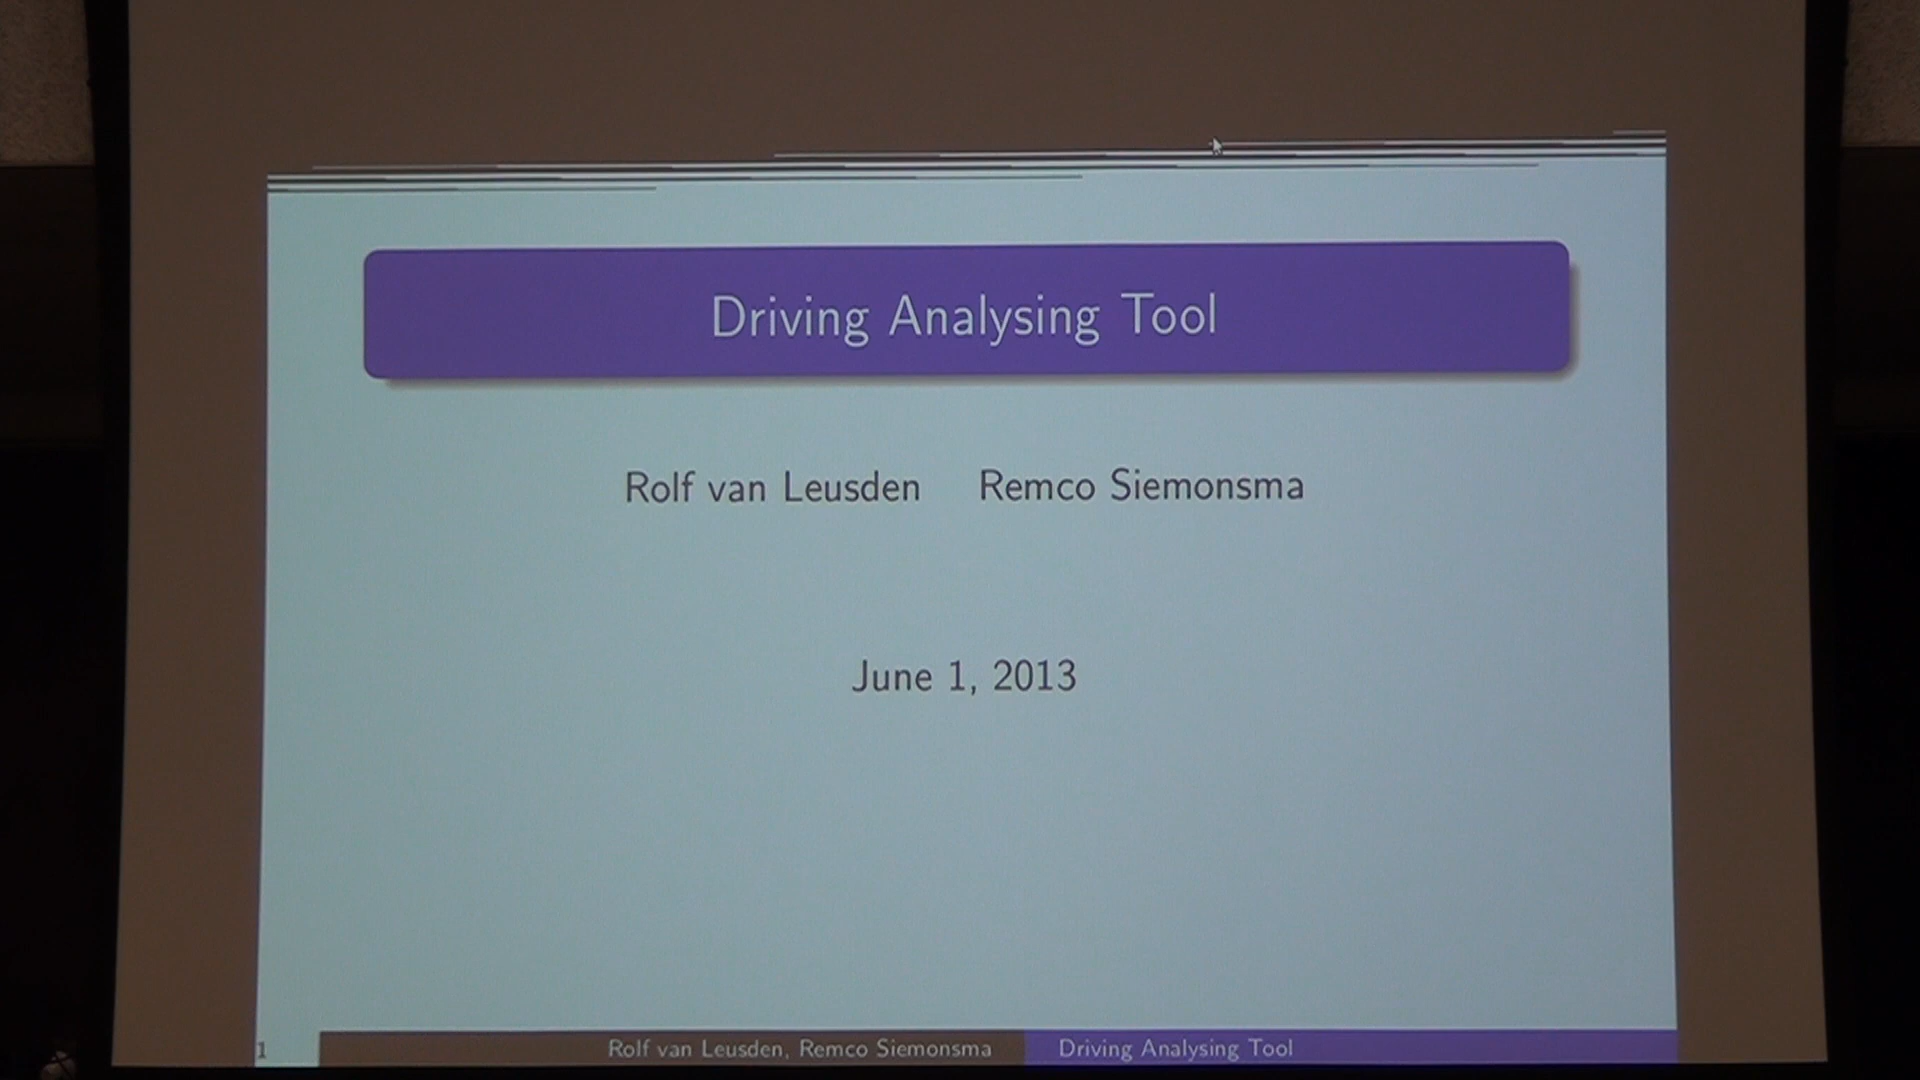 Driving Analysing Tool
Rolf van Leusden Remco Siemonsma
June 1, 2013
1 Rolf van Leusden, Remco Siemonsma Driving Analysing Tool